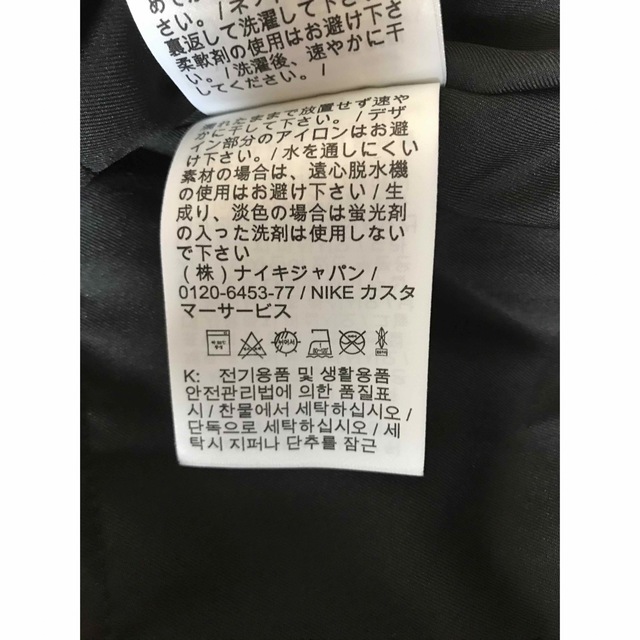 めで下
さい。/ネット
裏返して洗濯して下さ
柔軟剤の使用はお避け下さ
い。/洗濯後、速やかに干
してください。/
濡れたままで放置せず速や
かに干して下さい。/ デザ
イン部分のアイロンはお避
け下さい。/ 水を通しにくい
素材の場合は、遠心脱水機
の使用はお避け下さい / 生
成り、淡色の場合は蛍光剤
の入った洗剤は使用しない
で下さい
(株) ナイキジャパン /
0120-6453-77 / NIKE カスタ
マーサービス
K: 전기용품 및 생활용품
안전관리법에 의한 품질표
시 / 찬물에서 세탁하십시오 /
단독으로 세탁하십시오 / 세
탁시 지퍼나 단추를 잠근